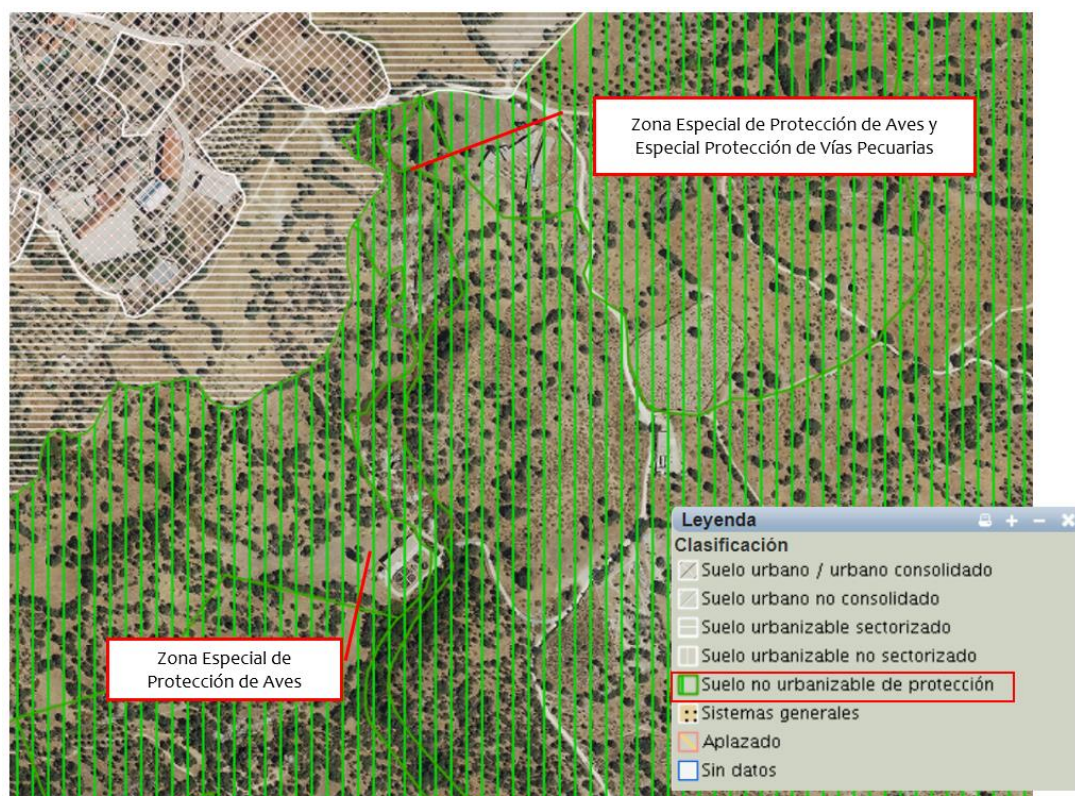 Zona Especial de Protección de Aves y
Especial Protección de Vías Pecuarias
Zona Especial de
Protección de Aves
Leyenda
Clasificación
Suelo urbano / urbano consolidado
Suelo urbano no consolidado
Suelo urbanizable sectorizado
Suelo urbanizable no sectorizado
Suelo no urbanizable de protección
Sistemas generales
Aplazado
Sin datos